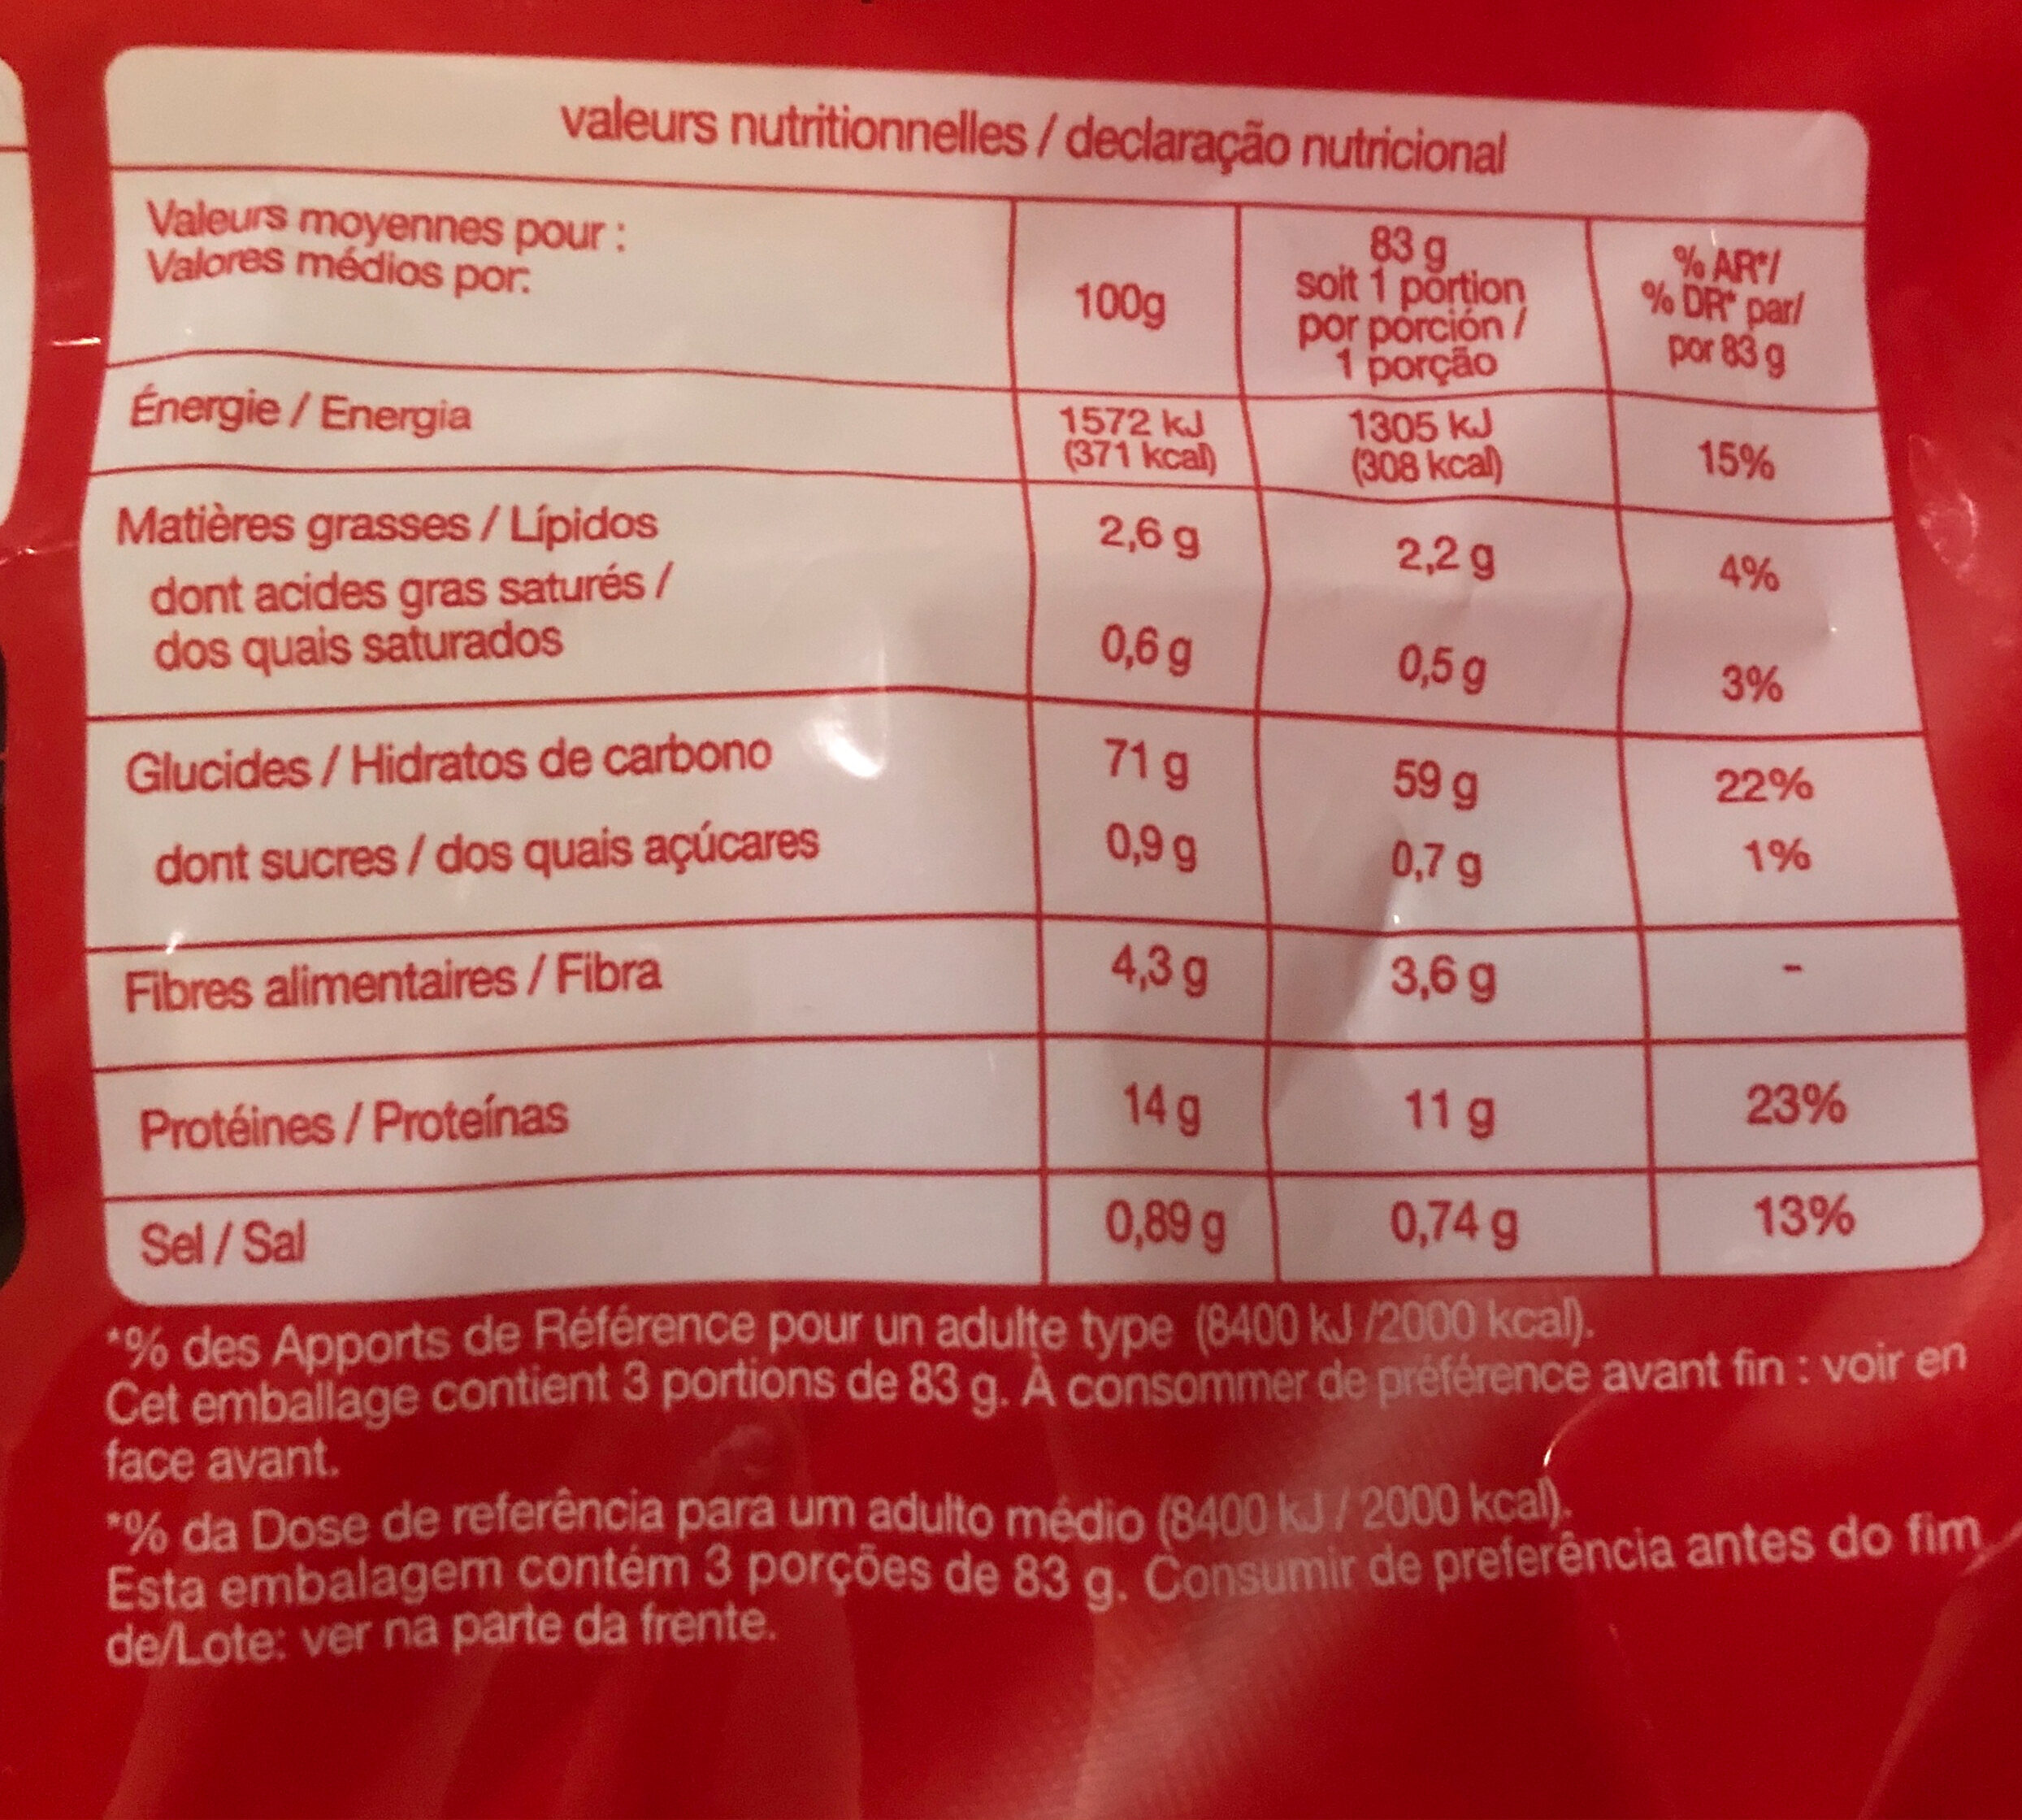 valeurs nutritionnelles / declaração nutricional
Valeurs moyennes pour :
Valores médios por:
100g
83 g
soit 1 portion
por porción /
1 porção
% AR*/
% DR* par/
por 83 g
Énergie / Energia
1572 kJ
(371 kcal)
1305 kJ
(308 kcal)
15%
Matières grasses / Lípidos
2,6 g
2,2 g
4%
dont acides gras saturés /
dos quais saturados
0,6 g
0,5 g
3%
Glucides / Hidratos de carbono
71 g
59 g
22%
dont sucres / dos quais açúcares
0,9 g
0,7 g
1%
Fibres alimentaires / Fibra
4,3 g
3,6 g
-
Protéines / Proteínas
14 g
11 g
23%
Sel / Sal
0,89 g
0,74 g
13%
*% des Apports de Référence pour un adulte type (8400 kJ /2000 kcal).
Cet emballage contient 3 portions de 83 g. À consommer de préférence avant fin : voir en
face avant.
*% da Dose de referência para um adulto médio (8400 kJ / 2000 kcal).
Esta embalagem contém 3 porções de 83 g. Consumir de preferência antes do fim
de/Lote: ver na parte da frente.